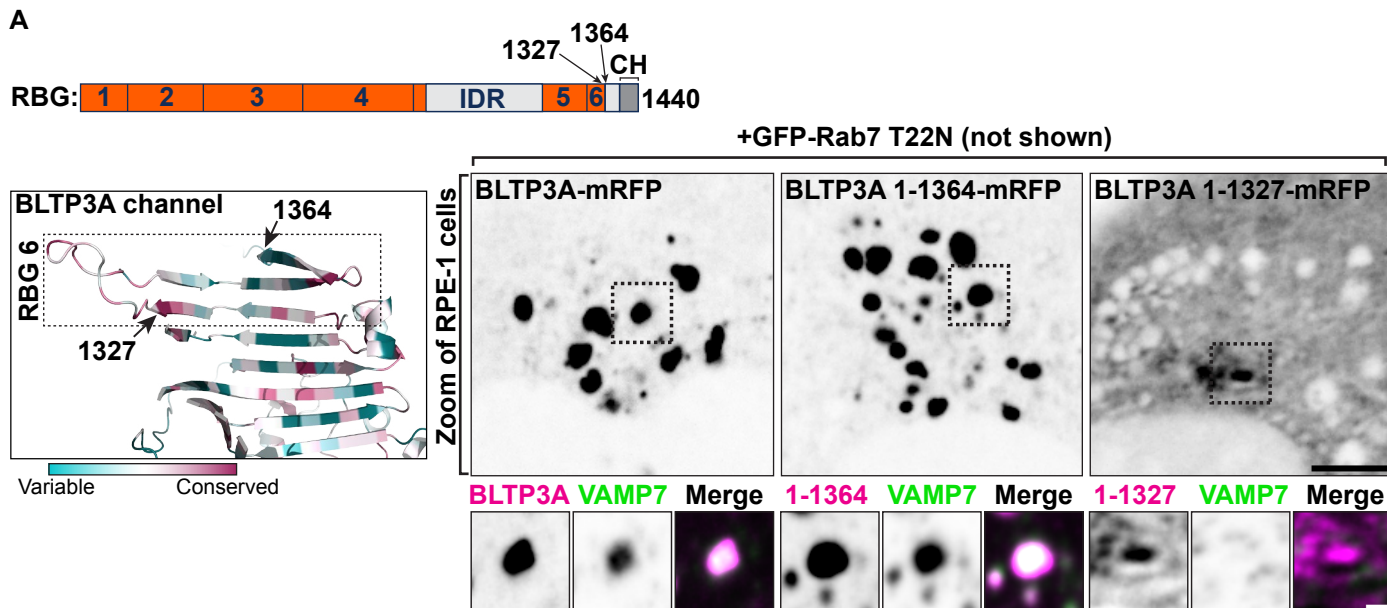 A
1364
1327
CH
RBG: 1 2 3 4 IDR 5 6 1440
+GFP-Rab7 T22N (not shown)
BLTP3A channel
1364
RBG 6
1327
Variable Conserved
Zoom of RPE-1 cells
BLTP3A-mRFP BLTP3A 1-1364-mRFP BLTP3A 1-1327-mRFP
BLTP3A VAMP7 Merge 1-1364 VAMP7 Merge 1-1327 VAMP7 Merge